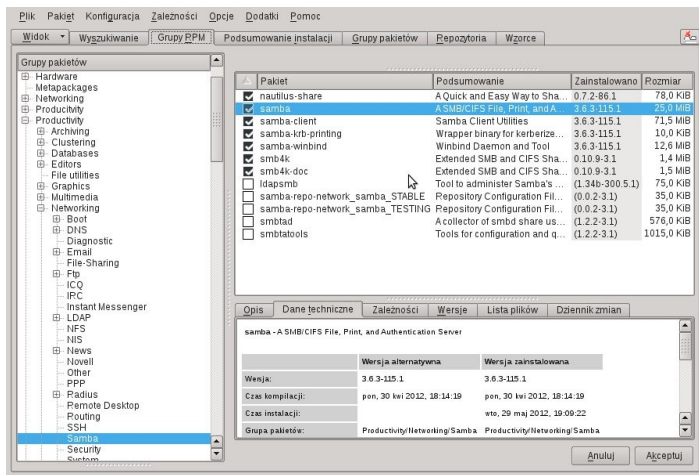 Plik Pakiet Konfiguracja Zależności Opcje Dodatki Pomoc
Widok Wyszukiwanie Grupy RPM Podsumowanie instalacji Grupy pakietów Repozytoria Wzorce
Grupy pakietów
Hardware
Metapackages
Networking
Producitvity
Productivity
Archiving
Clustering
Databases
Editors
File utilities
Graphics
Multimedia
Networking
Boot
DNS
Diagnostic
Email
File-Sharing
Ftp
ICQ
IRC
Instant Messenger
LDAP
NFS
NIS
News
Novell
Other
PPP
Radius
Remote Desktop
Routing
SSH
Samba
Security
System
Pakiet Podsumowanie Zainstalowano Rozmiar
nautilus-share A Quick and Easy Way to Sha... 0.7.2-86.1 78,0 KiB
samba A SMB/CIFS File, Print, and A... 3.6.3-115.1 25,0 MiB
samba-client Samba Client Utilities 3.6.3-115.1 71,5 MiB
samba-krb-printing Wrapper binary for kerberize... 3.6.3-115.1 10,0 KiB
samba-winbind Winbind Daemon and Tool 3.6.3-115.1 12,6 MiB
smb4k Extended SMB and CIFS Sha... 0.10.9-3.1 1,4 MiB
smb4k-doc Extended SMB and CIFS Sha... 0.10.9-3.1 1,5 MiB
ldapsmb Tool to administer Samba's ... (1.34b-300.5.1) 75,0 KiB
samba-repo-network_samba_STABLE Repository Configuration Fil... (0.0.2-3.1) 35,0 KiB
samba-repo-network_samba_TESTING Repository Configuration Fil... (0.0.2-3.1) 35,0 KiB
smbtad A collector of smbd share us... (1.2.2-3.1) 576,0 KiB
smbtatools Tools for configuration and q... (1.2.2-3.1) 1015,0 KiB
Opis Dane techniczne Zależności Wersje Lista plików Dziennik zmian
samba - A SMB/CIFS File, Print, and Authentication Server
Wersja alternatywna Wersja zainstalowana
Wersja: 3.6.3-115.1 3.6.3-115.1
Czas kompilacji: pon, 30 kwi 2012, 18:14:19 pon, 30 kwi 2012, 18:14:19
Czas instalacji: wto, 29 maj 2012, 19:09:22
Grupa pakietów: Productivity/Networking/Samba Productivity/Networking/Samba
Anuluj Akceptuj